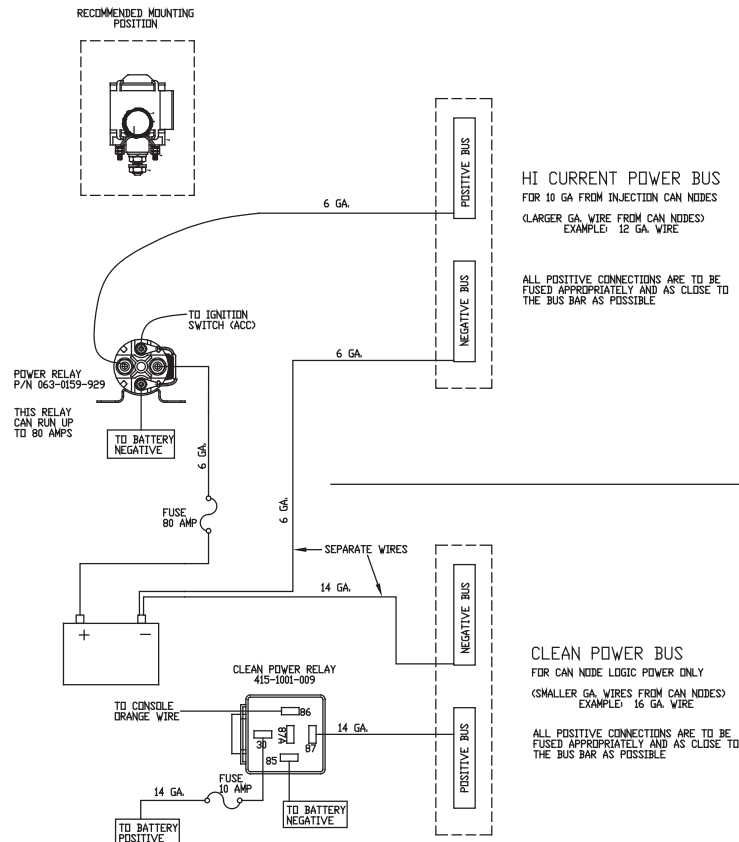 RECOMMENDED MOUNTING
POSITION
POSITIVE BUS
HI CURRENT POWER BUS
FOR 10 GA FROM INJECTION CAN NODES
(LARGER GA. WIRE FROM CAN NODES)
EXAMPLE: 12 GA. WIRE
6 GA.
NEGATIVE BUS
ALL POSITIVE CONNECTIONS ARE TO BE
FUSED APPROPRIATELY AND AS CLOSE TO
THE BUS BAR AS POSSIBLE
TO IGNITION
SWITCH (ACC)
6 GA.
POWER RELAY
P/N 063-0159-929
THIS RELAY
CAN RUN UP
TO 80 AMPS
TO BATTERY
NEGATIVE
6 GA.
FUSE
80 AMP
6 GA.
SEPARATE WIRES
14 GA.
NEGATIVE BUS
+
-
CLEAN POWER BUS
FOR CAN NODE LOGIC POWER ONLY
(SMALLER GA. WIRES FROM CAN NODES)
EXAMPLE: 16 GA. WIRE
CLEAN POWER RELAY
415-1001-009
TO CONSOLE
ORANGE WIRE
86
87A
30
87
85
14 GA.
POSITIVE BUS
ALL POSITIVE CONNECTIONS ARE TO BE
FUSED APPROPRIATELY AND AS CLOSE TO
THE BUS BAR AS POSSIBLE
FUSE
10 AMP
14 GA.
TO BATTERY
NEGATIVE
TO BATTERY
POSITIVE